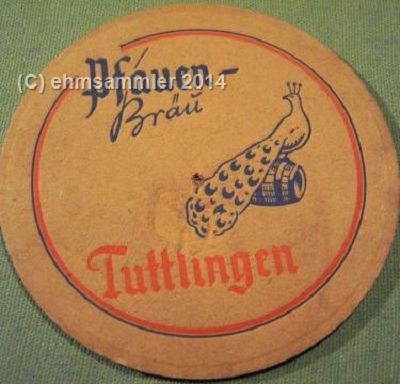 Pfauen-
(C) ehmsammler 2014
Bräu
Tuttlingen